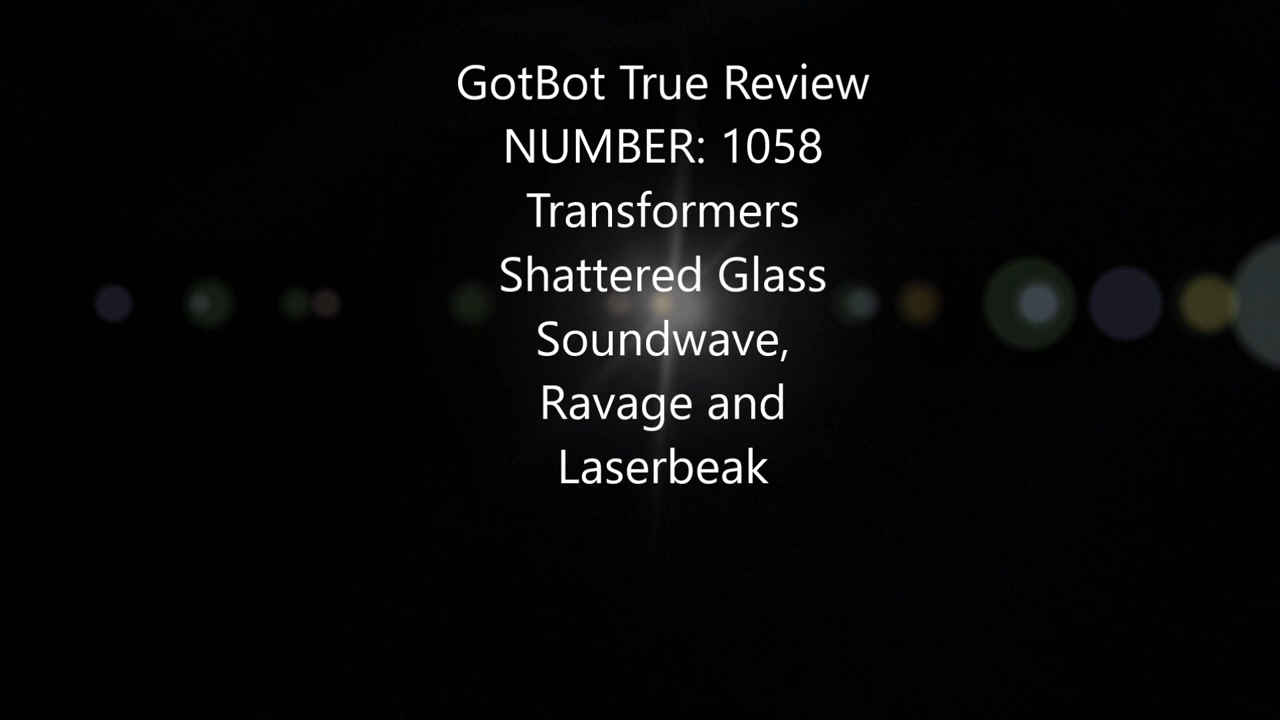 GotBot True Review
NUMBER: 1058
Transformers
Shattered Glass
Soundwave,
Ravage and
Laserbeak